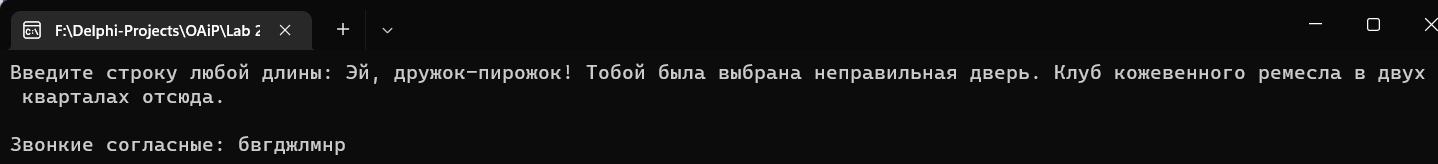 F:\Delphi-Projects\OAiP\Lab 2
Введите строку любой длины: Эй, дружок-пирожок! Тобой была выбрана неправильная дверь. Клуб кожевенного ремесла в двух
кварталах отсюда.
Звонкие согласные: бвгджлмнр